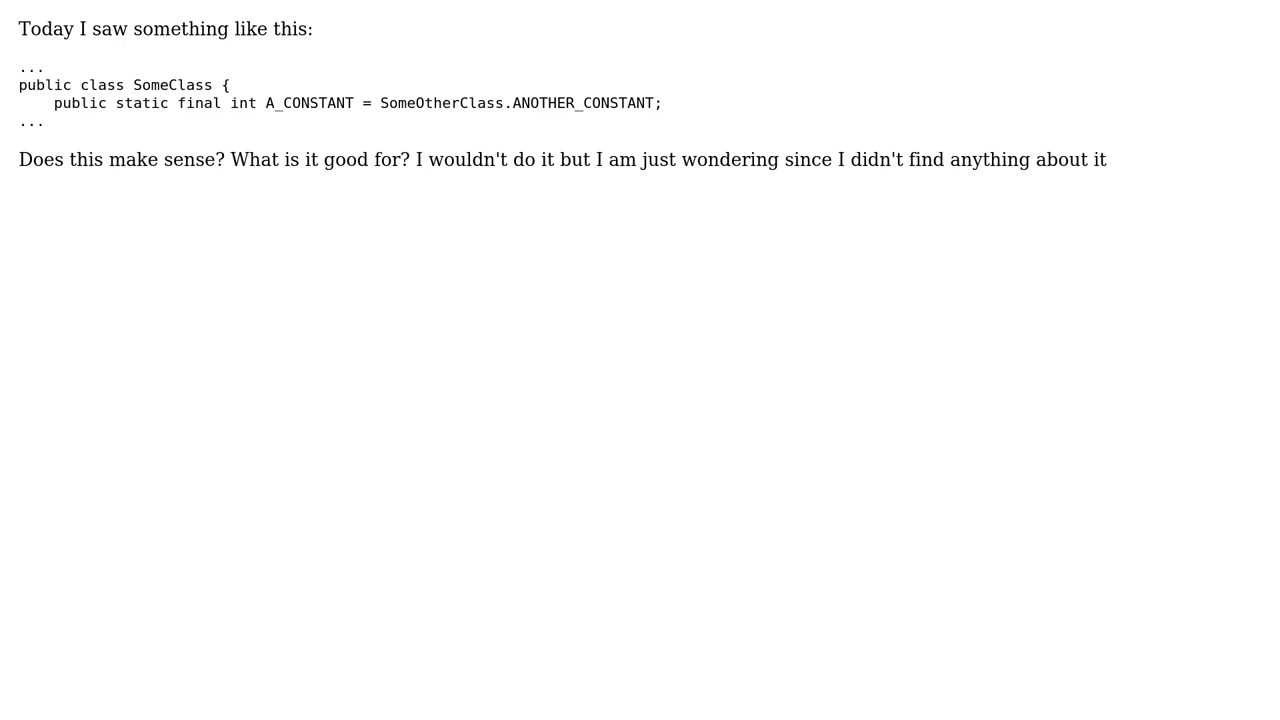 Today I saw something like this:
...
public class SomeClass {
    public static final int A_CONSTANT = SomeOtherClass.ANOTHER_CONSTANT;
...
Does this make sense? What is it good for? I wouldn't do it but I am just wondering since I didn't find anything about it